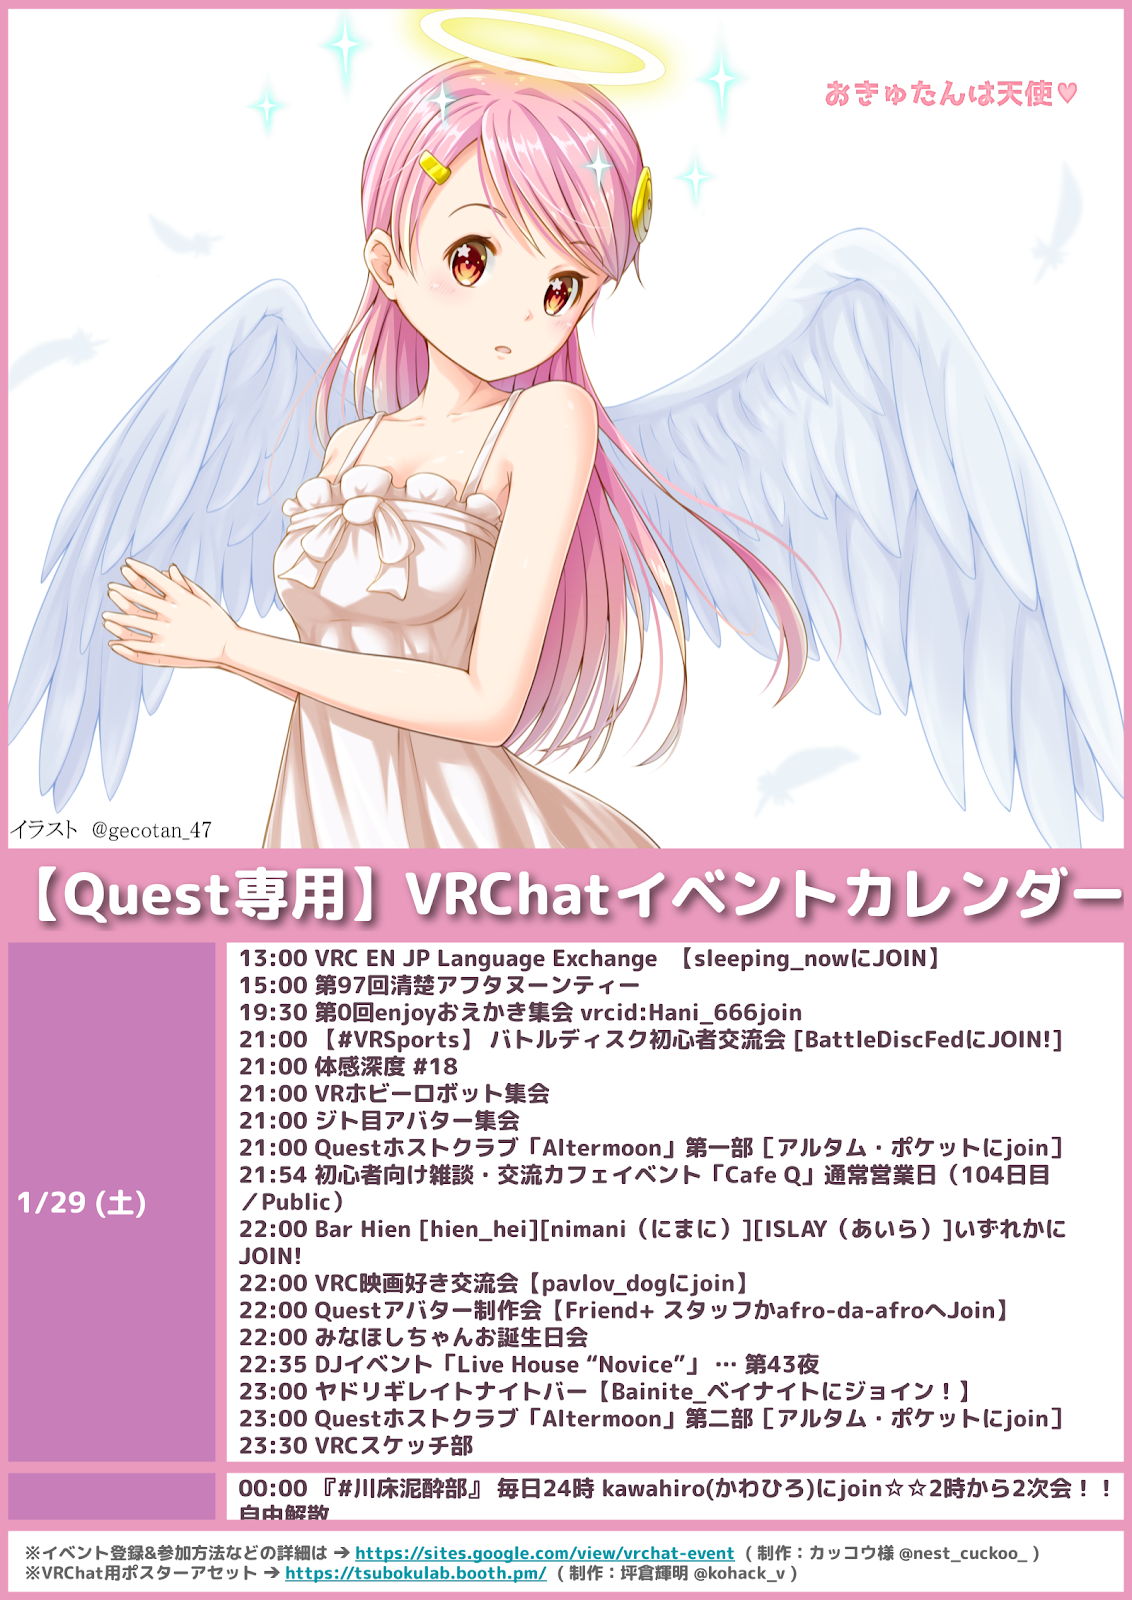 おきゅたんは天使♥
イラスト @gecotan_47
【Quest専用】VRChatイベントカレンダー
13:00 VRC EN JP Language Exchange 【sleeping_nowにJOIN】
15:00 第97回清楚アフタヌーンティー
19:30 第0回enjoyおえかき集会 vrcid:Hani_666join
21:00 【#VRSports】 バトルディスク初心者交流会 [BattleDiscFedにJOIN!]
21:00 体感深度 #18
21:00 VRホビーロボット集会
21:00 ジト目アバター集会
21:00 Questホストクラブ「Altermoon」第一部［アルタム・ポケットにjoin］
21:54 初心者向け雑談・交流カフェイベント「Cafe Q」通常営業日（104日目
／Public）
1/29 (土)
22:00 Bar Hien [hien_hei][nimani（にまに）][ISLAY（あいら）]いずれかに
JOIN!
22:00 VRC映画好き交流会【pavlov_dogにjoin】
22:00 Questアバター制作会【Friend+ スタッフかafro-da-afroへJoin】
22:00 みなほしちゃんお誕生日会
22:35 DJイベント「Live House “Novice”」 … 第43夜
23:00 ヤドリギレイトナイトバー【Bainite_ベイナイトにジョイン！】
23:00 Questホストクラブ「Altermoon」第二部［アルタム・ポケットにjoin］
23:30 VRCスケッチ部
00:00 『#川床泥酔部』 毎日24時 kawahiro(かわひろ)にjoin☆☆2時から2次会！！
自由解散
※イベント登録&参加方法などの詳細は → https://sites.google.com/view/vrchat-event （ 制作：カッコウ様 @nest_cuckoo_ ）
※VRChat用ポスターアセット → https://tsubokulab.booth.pm/ （ 制作：坪倉輝明 @kohack_v ）